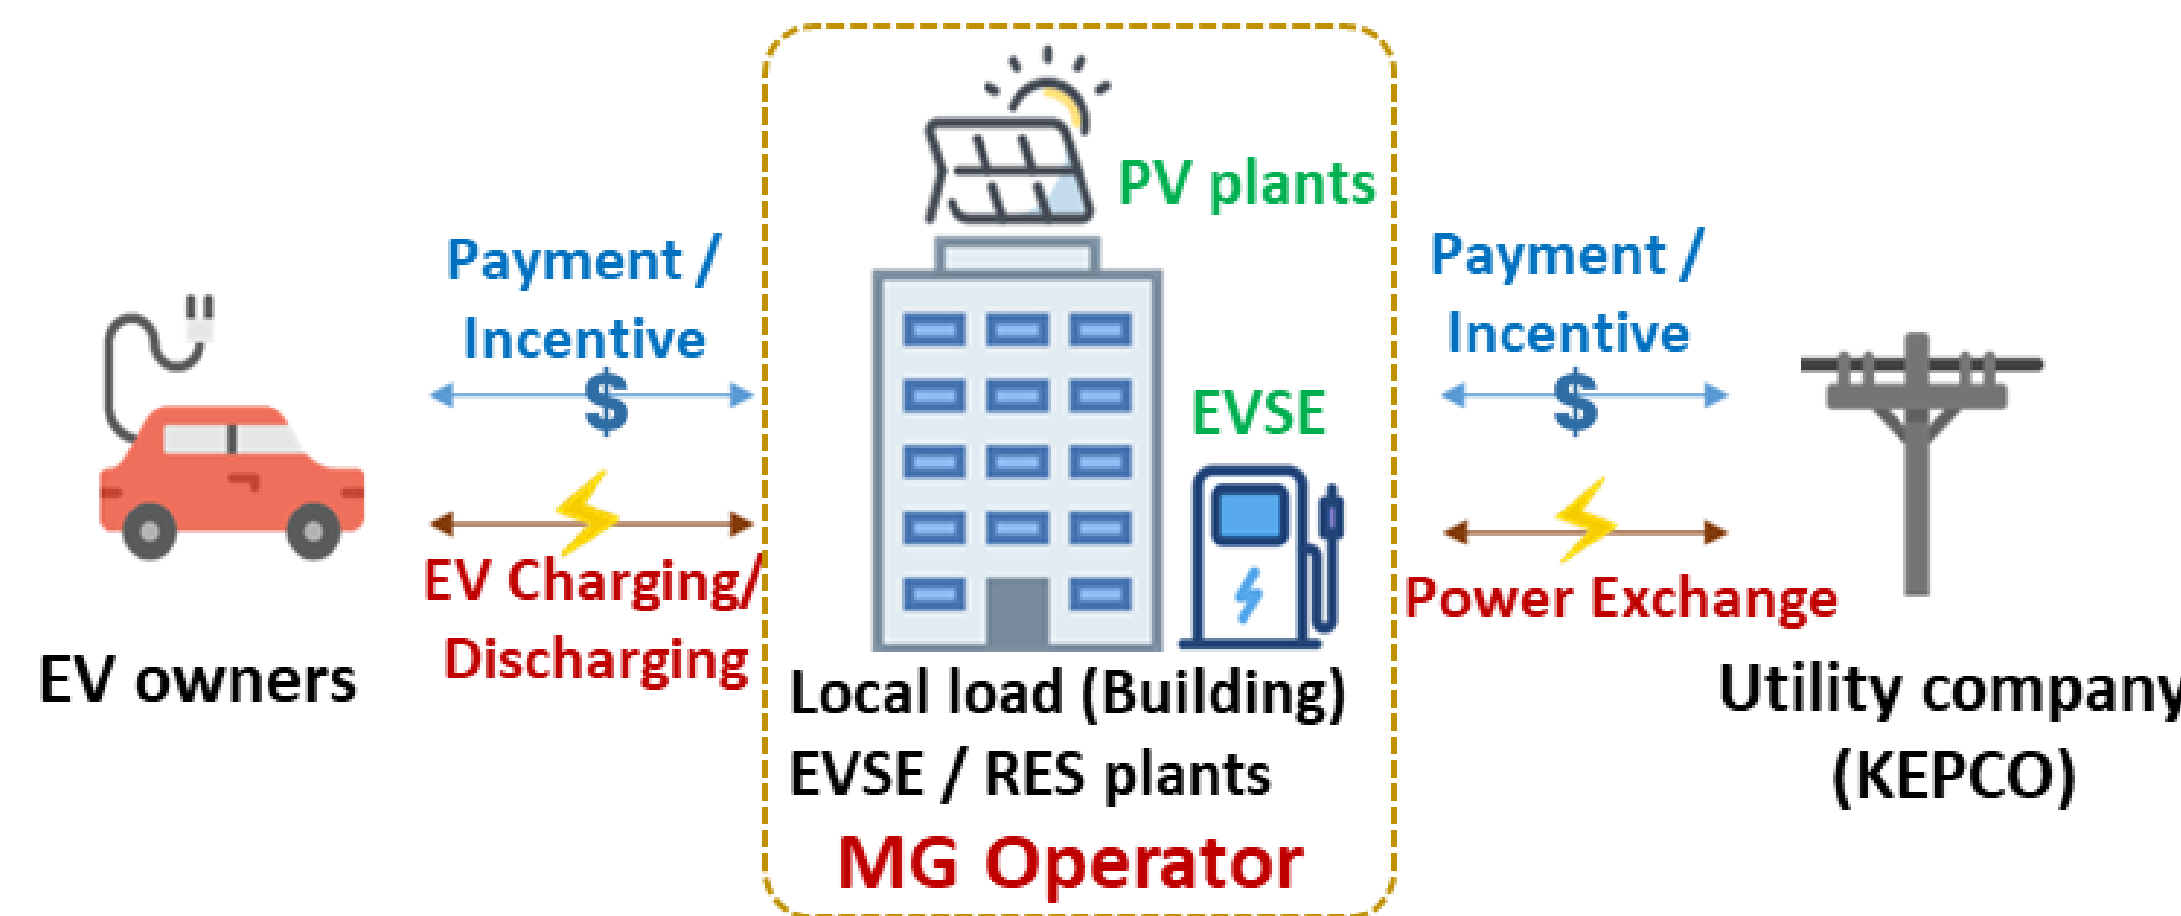 PV plants
Payment /
Incentive
$
EV Charging/
Discharging
EV owners
EVSE
Local load (Building)
EVSE / RES plants
MG Operator
Payment /
Incentive
$
Power Exchange
Utility company
(KEPCO)